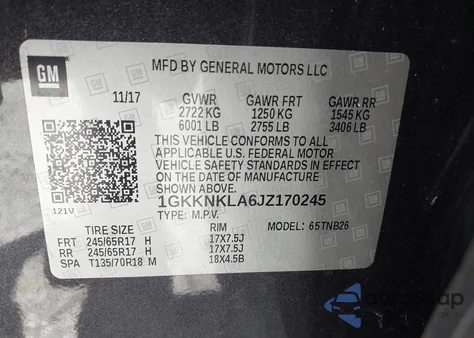 GM
MFD BY GENERAL MOTORS LLC
11/17 GVWR GAWR FRT GAWR RR
2722 KG 1250 KG 1545 KG
6001 LB 2755 LB 3406 LB
THIS VEHICLE CONFORMS TO ALL
APPLICABLE U.S. FEDERAL MOTOR
VEHICLE SAFETY STANDARDS IN EFFECT
ON THE DATE OF MANUFACTURE
SHOWN ABOVE.
1GKKNKLA6JZ170245
121V
TYPE: M.P.V.
TIRE SIZE RIM MODEL: 65TNB26
FRT 245/65R17 H 17X7.5J
RR 245/65R17 H 17X7.5J
SPA T135/70R18 M 18X4.5B
AutoSnap